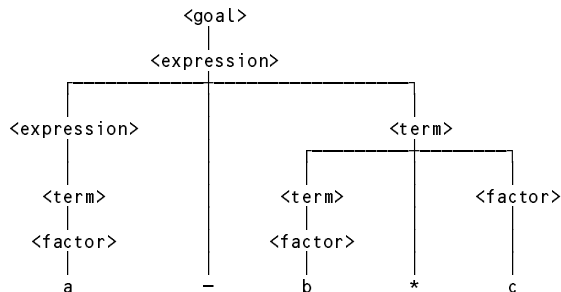 <goal>
<expression>
<expression> <term>
<term> <term> <factor>
<factor> <factor>
a − b * c